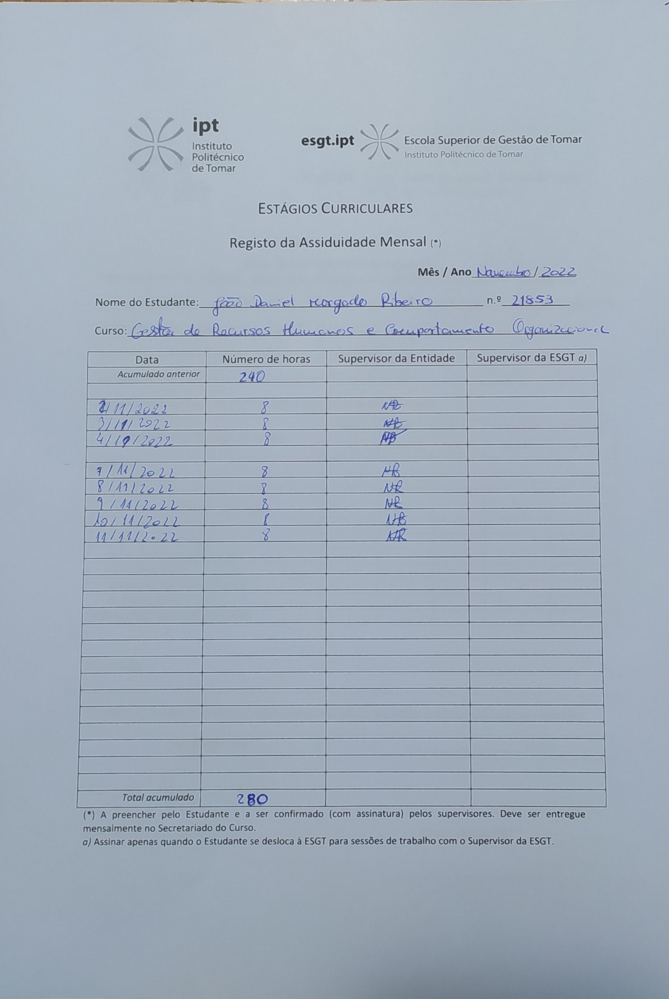 ipt
Instituto
Politécnico
de Tomar
esgt.ipt
Escola Superior de Gestão de Tomar
Instituto Politécnico de Tomar
ESTÁGIOS CURRICULARES
Registo da Assiduidade Mensal (*)
Mês / Ano Novembro / 2022
Nome do Estudante: João Daniel Morgado Ribeiro n.º 21853
Curso: Gestão de Recursos Humanos e Comportamento Organizacional
Data Número de horas Supervisor da Entidade Supervisor da ESGT a)
Acumulado anterior 240
2/11/2022 8
3/11/2022 8
4/11/2022 8
7/11/2022 8
8/11/2022 8 NR
9/11/2022 8 NR
10/11/2022 8
11/11/2022 8 NR
Total acumulado 280
(*) A preencher pelo Estudante e a ser confirmado (com assinatura) pelos supervisores. Deve ser entregue
mensalmente no Secretariado do Curso.
a) Assinar apenas quando o Estudante se desloca à ESGT para sessões de trabalho com o Supervisor da ESGT.